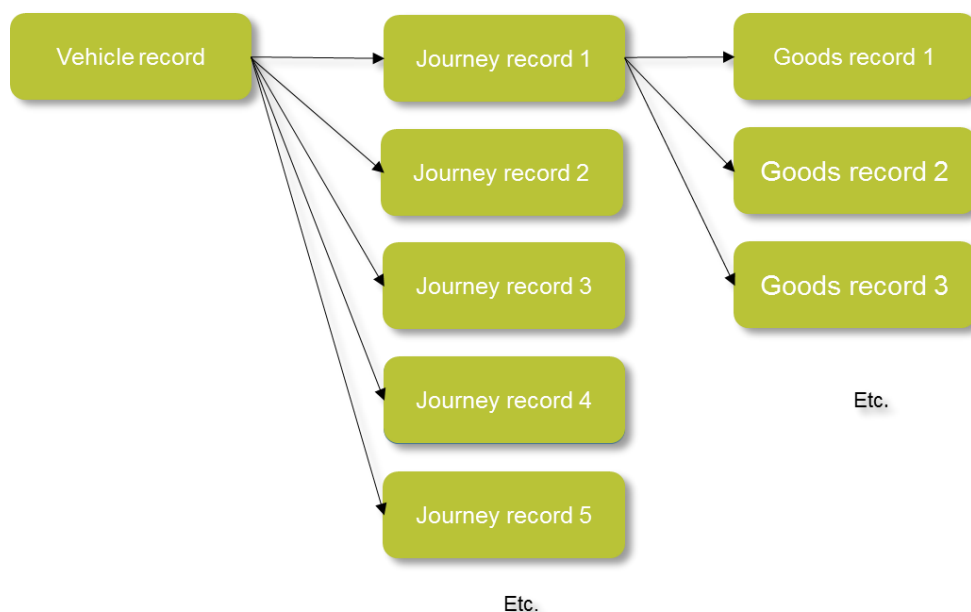 Vehicle record
Journey record 1
Goods record 1
Journey record 2
Goods record 2
Journey record 3
Goods record 3
Journey record 4
Etc.
Journey record 5
Etc.